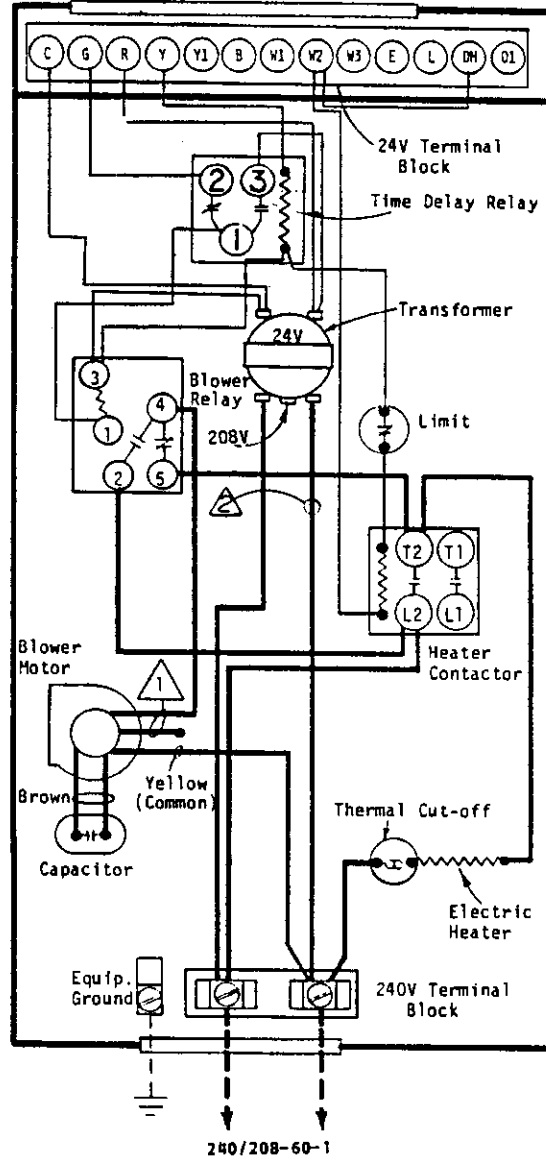 C G R Y Y1 B W1 W2 W3 E L DH O1
24V Terminal
Block
2 3
1
Time Delay Relay
Transformer
24V
3
1
4
2
5
Blower
Relay
208V
Limit
2
T2 T1
L2 L1
Heater
Contactor
Blower
Motor
1
Yellow
(Common)
Brown
Capacitor
Thermal Cut-off
Electric
Heater
Equip.
Ground
240V Terminal
Block
240/208-60-1